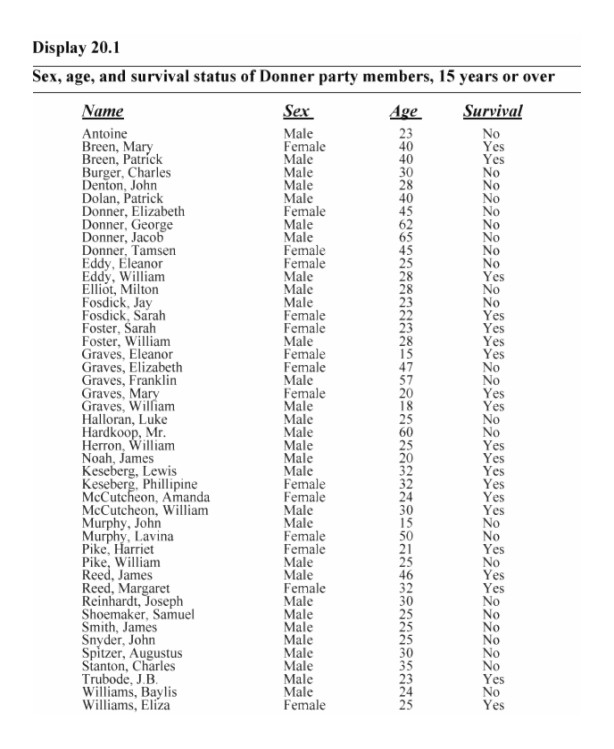 Display 20.1
Sex, age, and survival status of Donner party members, 15 years or over
Name Sex Age Survival
Antoine Male 23 No
Breen, Mary Female 40 Yes
Breen, Patrick Male 40 Yes
Burger, Charles Male 30 No
Denton, John Male 28 No
Dolan, Patrick Male 40 No
Donner, Elizabeth Female 45 No
Donner, George Male 62 No
Donner, Jacob Male 65 No
Donner, Tamsen Female 45 No
Eddy, Eleanor Female 25 No
Eddy, William Male 28 Yes
Elliot, Milton Male 28 No
Fosdick, Jay Male 23 No
Fosdick, Sarah Female 22 Yes
Foster, Sarah Female 23 Yes
Foster, William Male 28 Yes
Graves, Eleanor Female 15 Yes
Graves, Elizabeth Female 47 No
Graves, Franklin Male 57 No
Graves, Mary Female 20 Yes
Graves, William Male 18 Yes
Halloran, Luke Male 25 No
Hardkoop, Mr. Male 60 No
Herron, William Male 25 Yes
Noah, James Male 20 Yes
Keseberg, Lewis Male 32 Yes
Keseberg, Phillipine Female 32 Yes
McCutcheon, Amanda Female 24 Yes
McCutcheon, William Male 30 Yes
Murphy, John Male 15 No
Murphy, Lavina Female 50 No
Pike, Harriet Female 21 Yes
Pike, William Male 25 No
Reed, James Male 46 Yes
Reed, Margaret Female 32 Yes
Reinhardt, Joseph Male 30 No
Shoemaker, Samuel Male 25 No
Smith, James Male 25 No
Snyder, John Male 25 No
Spitzer, Augustus Male 30 No
Stanton, Charles Male 35 No
Trubode, J.B. Male 23 Yes
Williams, Baylis Male 24 No
Williams, Eliza Female 25 Yes